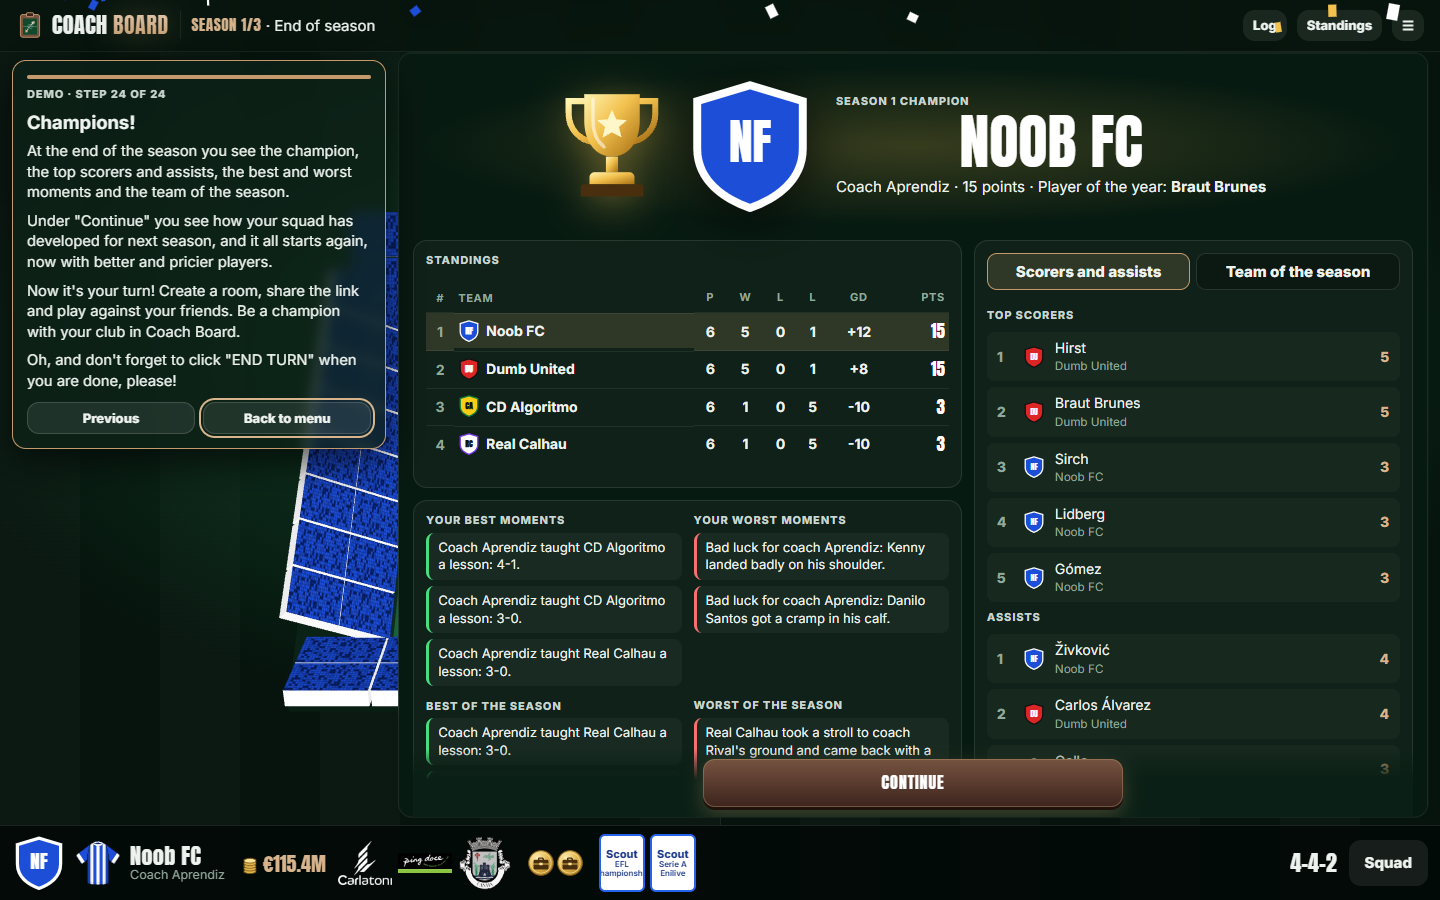 COACH BOARD
SEASON 1/3 · End of season
Log
Standings
DEMO · STEP 24 OF 24
Champions!
At the end of the season you see the champion,
the top scorers and assists, the best and worst
moments and the team of the season.
Under "Continue" you see how your squad has
developed for next season, and it all starts again,
now with better and pricier players.
Now it's your turn! Create a room, share the link
and play against your friends. Be a champion
with your club in Coach Board.
Oh, and don't forget to click "END TURN" when
you are done, please!
Previous
Back to menu
NF
SEASON 1 CHAMPION
NOOB FC
Coach Aprendiz · 15 points · Player of the year: Braut Brunes
STANDINGS
# TEAM P W L L GD PTS
1 NF Noob FC 6 5 0 1 +12 15
2 DU Dumb United 6 5 0 1 +8 15
3 CA CD Algoritmo 6 1 0 5 -10 3
4 RC Real Calhau 6 1 0 5 -10 3
YOUR BEST MOMENTS
Coach Aprendiz taught CD Algoritmo
a lesson: 4-1.
Coach Aprendiz taught CD Algoritmo
a lesson: 3-0.
Coach Aprendiz taught Real Calhau a
lesson: 3-0.
YOUR WORST MOMENTS
Bad luck for coach Aprendiz: Kenny
landed badly on his shoulder.
Bad luck for coach Aprendiz: Danilo
Santos got a cramp in his calf.
BEST OF THE SEASON
Coach Aprendiz taught Real Calhau a
lesson: 3-0.
WORST OF THE SEASON
Real Calhau took a stroll to coach
Rival's ground and came back with a
Scorers and assists
Team of the season
TOP SCORERS
1 DU Hirst 5
Dumb United
2 DU Braut Brunes 5
Dumb United
3 NF Sirch 3
Noob FC
4 NF Lidberg 3
Noob FC
5 NF Gómez 3
Noob FC
ASSISTS
1 NF Živković 4
Noob FC
2 DU Carlos Álvarez 4
Dumb United
3
CONTINUE
NF
Noob FC
Coach Aprendiz
€115.4M
Carlatoni
ping doce
Scout
EFL
hampionsh
Scout
Serie A
Enilive
4-4-2
Squad